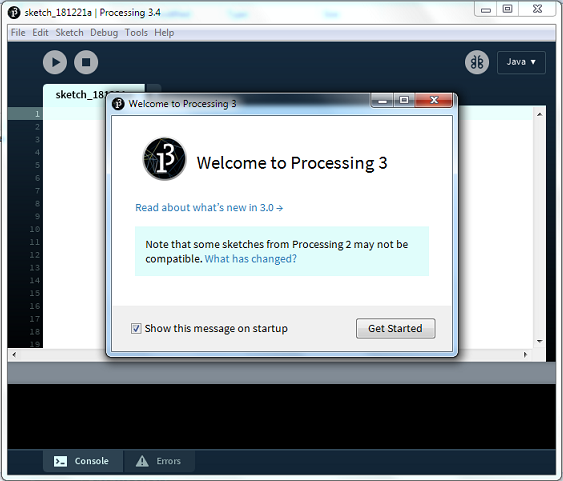 sketch_181221a | Processing 3.4
File Edit Sketch Debug Tools Help
Java ▼
sketch_181221a
Welcome to Processing 3
Welcome to Processing 3
Read about what's new in 3.0 →
Note that some sketches from Processing 2 may not be
compatible. What has changed?
Show this message on startup
Get Started
1
2
3
4
5
6
7
8
9
10
11
12
13
14
15
16
17
18
19
Console
Errors